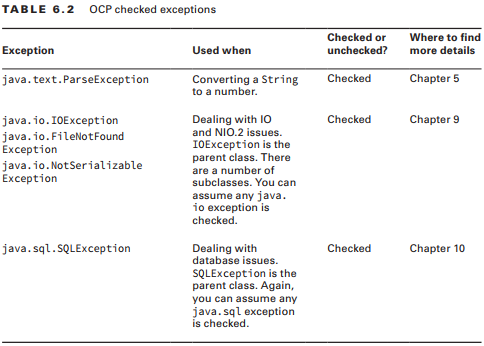 TABLE 6.2 OCP checked exceptions
Exception Used when Checked or unchecked? Where to find more details
java.text.ParseException Converting a String Checked Chapter 5
to a number.
java.io.IOException Dealing with IO Checked Chapter 9
java.io.FileNotFound and NIO.2 issues.
Exception IOException is the
java.io.NotSerializable parent class. There
Exception are a number of
subclasses. You can
assume any java.
io exception is
checked.
java.sql.SQLException Dealing with Checked Chapter 10
database issues.
SQLException is the
parent class. Again,
you can assume any
java.sql exception
is checked.